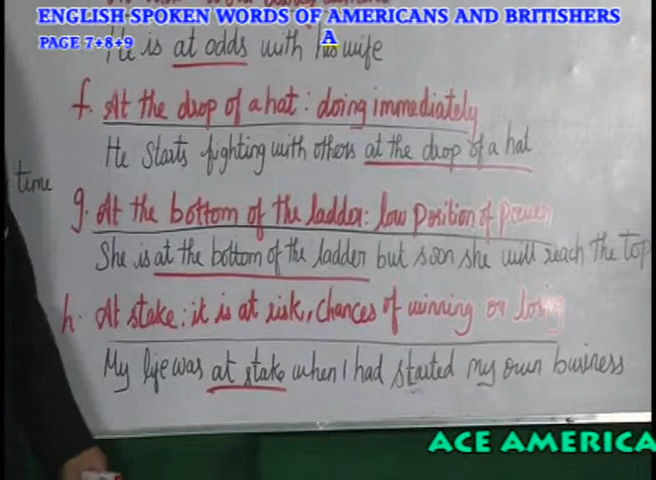 ENGLISH SPOKEN WORDS OF AMERICANS AND BRITISHERS
PAGE 7+8+9
A
He is at odds with his wife
f. At the drop of a hat : doing immediately
He starts fighting with others at the drop of a hat
time
g. At the bottom of the ladder: low position of power
She is at the bottom of the ladder but soon she will reach the top
h. At stake: it is at risk, chances of winning or losing
My life was at stake when I had started my own business
ACE AMERICA